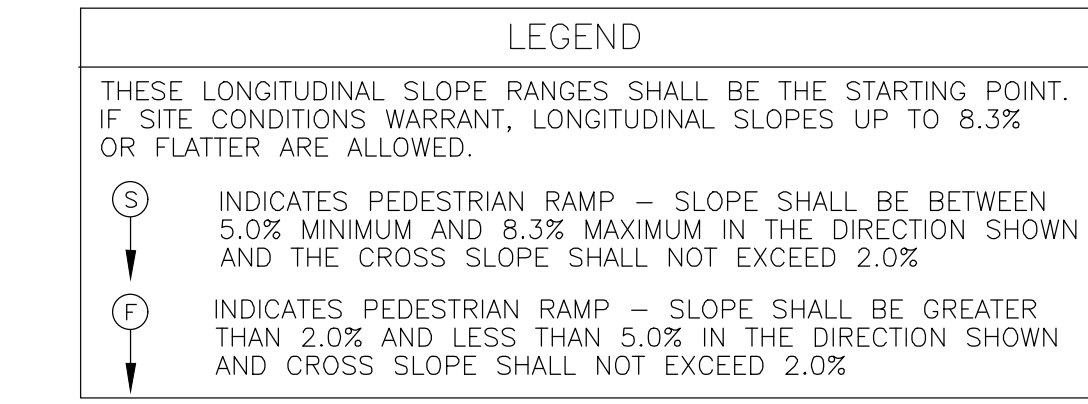 LEGEND
THESE LONGITUDINAL SLOPE RANGES SHALL BE THE STARTING POINT.
IF SITE CONDITIONS WARRANT, LONGITUDINAL SLOPES UP TO 8.3%
OR FLATTER ARE ALLOWED.
S INDICATES PEDESTRIAN RAMP – SLOPE SHALL BE BETWEEN
5.0% MINIMUM AND 8.3% MAXIMUM IN THE DIRECTION SHOWN
AND THE CROSS SLOPE SHALL NOT EXCEED 2.0%
F INDICATES PEDESTRIAN RAMP – SLOPE SHALL BE GREATER
THAN 2.0% AND LESS THAN 5.0% IN THE DIRECTION SHOWN
AND CROSS SLOPE SHALL NOT EXCEED 2.0%